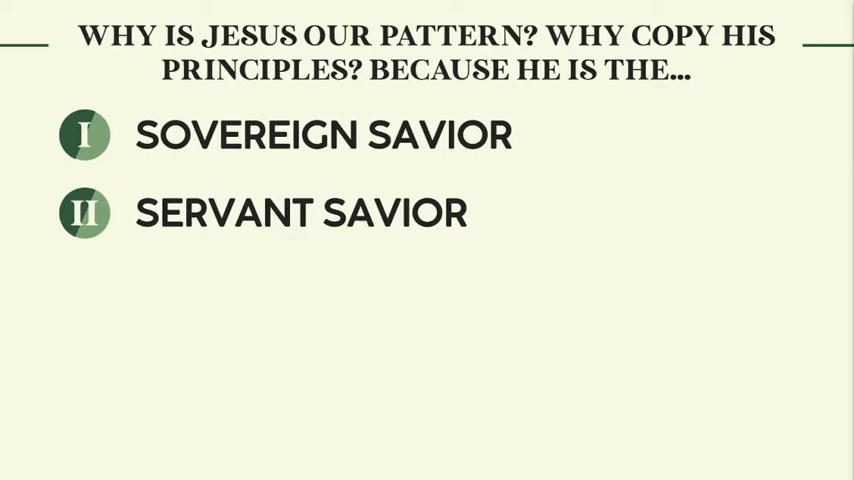 WHY IS JESUS OUR PATTERN? WHY COPY HIS
PRINCIPLES? BECAUSE HE IS THE...
I SOVEREIGN SAVIOR
II SERVANT SAVIOR